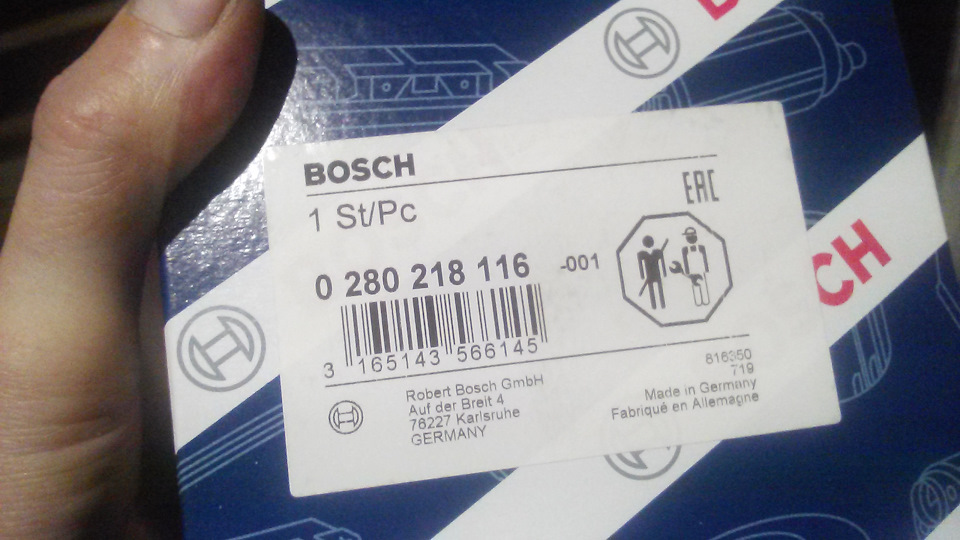 BOSCH
EAC
1 St/Pc
0 280 218 116 -001
3 165143 566145
Robert Bosch GmbH
Auf der Breit 4
76227 Karlsruhe
GERMANY
816350
719
Made in Germany
Fabriqué en Allemagne
CH